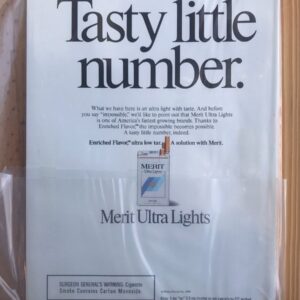 Tasty little
number.
What we have here is an ultra light with taste. And before
you say "impossible," we'd like to point out that Merit Ultra Lights
is one of America's fastest-growing brands. Thanks to
Enriched Flavor,™ the impossible becomes possible.
A tasty little number, indeed.
Enriched Flavor,™ ultra low tar. A solution with Merit.
MERIT
Merit Ultra Lights
SURGEON GENERAL'S WARNING: Cigarette
Smoke Contains Carbon Monoxide.